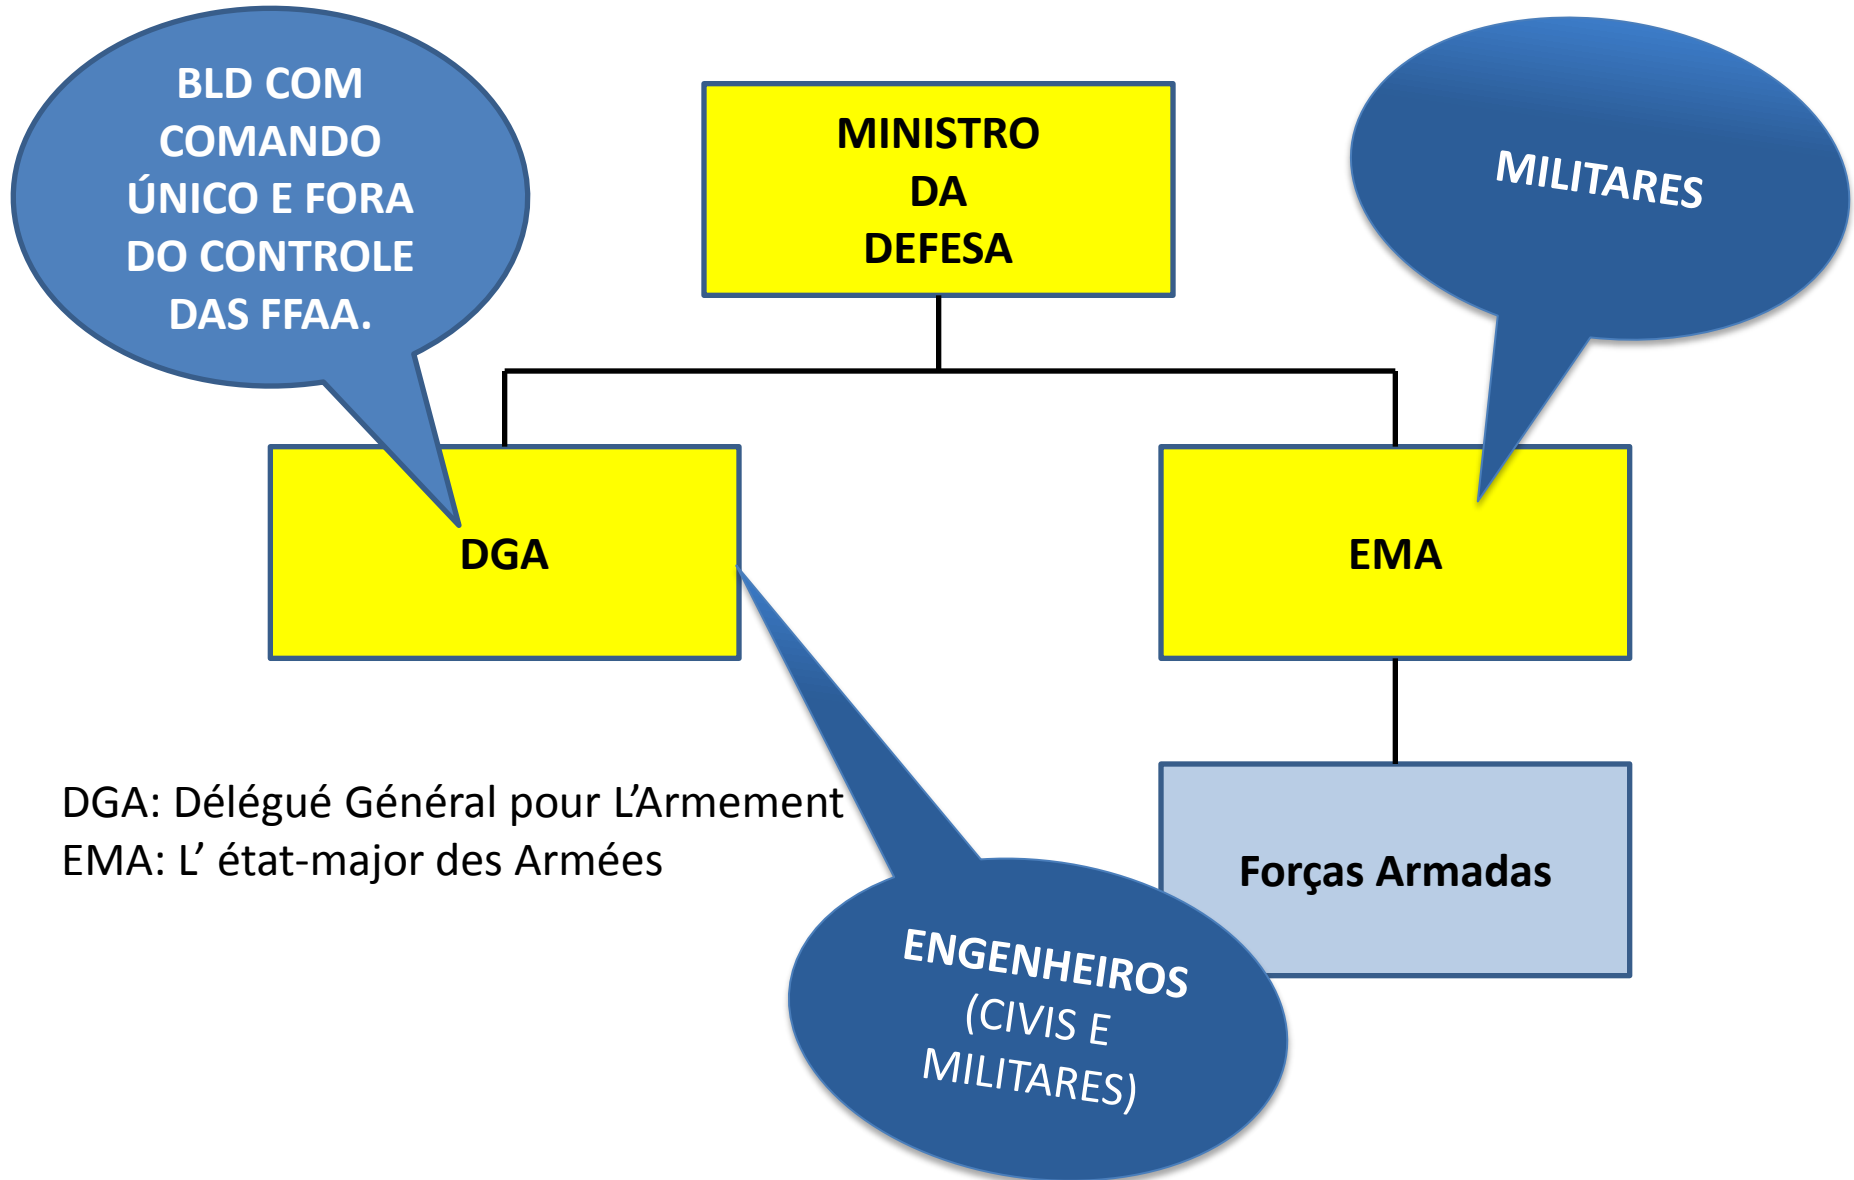 BLD COM
COMANDO
ÚNICO E FORA
DO CONTROLE
DAS FFAA.
MINISTRO
DA
DEFESA
MILITARES
DGA
EMA
DGA: Délégué Général pour L’Armement
EMA: L’ état-major des Armées
Forças Armadas
ENGENHEIROS
(CIVIS E
MILITARES)